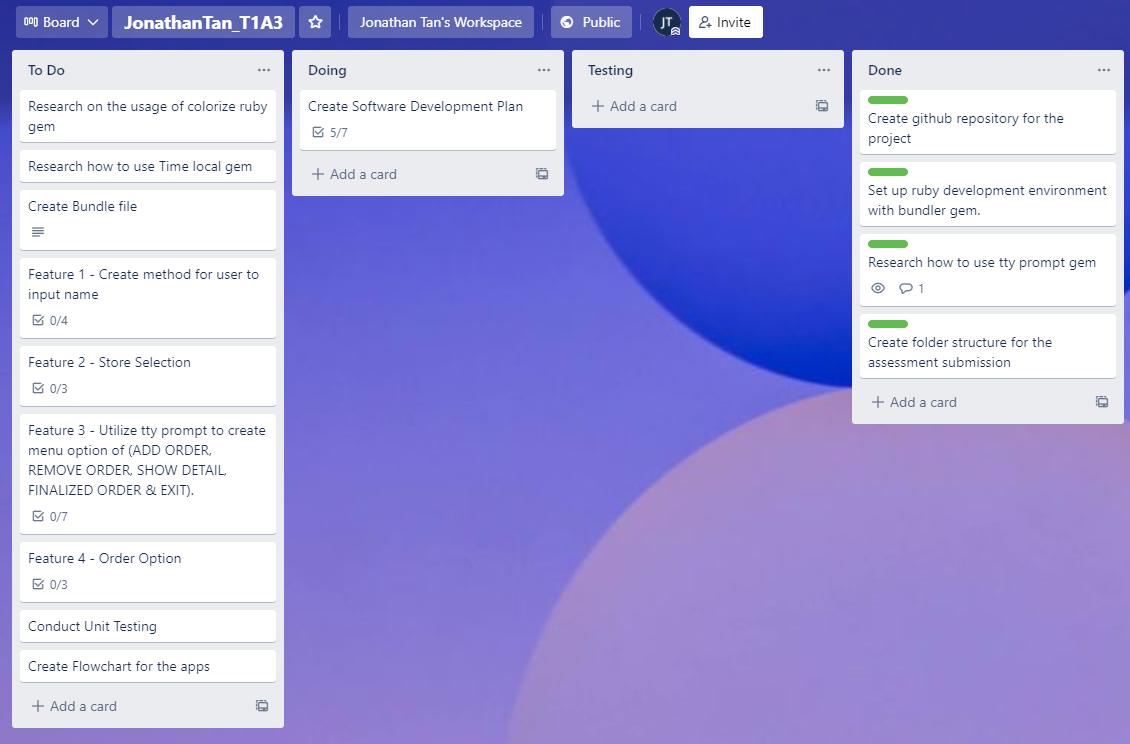 Board
JonathanTan_T1A3
Jonathan Tan's Workspace
Public
JT
Invite
To Do
Research on the usage of colorize ruby
gem
Research how to use Time local gem
Create Bundle file
Feature 1 - Create method for user to
input name
0/4
Feature 2 - Store Selection
0/3
Feature 3 - Utilize tty prompt to create
menu option of (ADD ORDER,
REMOVE ORDER, SHOW DETAIL,
FINALIZED ORDER & EXIT).
0/7
Feature 4 - Order Option
0/3
Conduct Unit Testing
Create Flowchart for the apps
Add a card
Doing
Create Software Development Plan
5/7
Add a card
Testing
Add a card
Done
Create github repository for the
project
Set up ruby development environment
with bundler gem.
Research how to use tty prompt gem
1
Create folder structure for the
assessment submission
Add a card